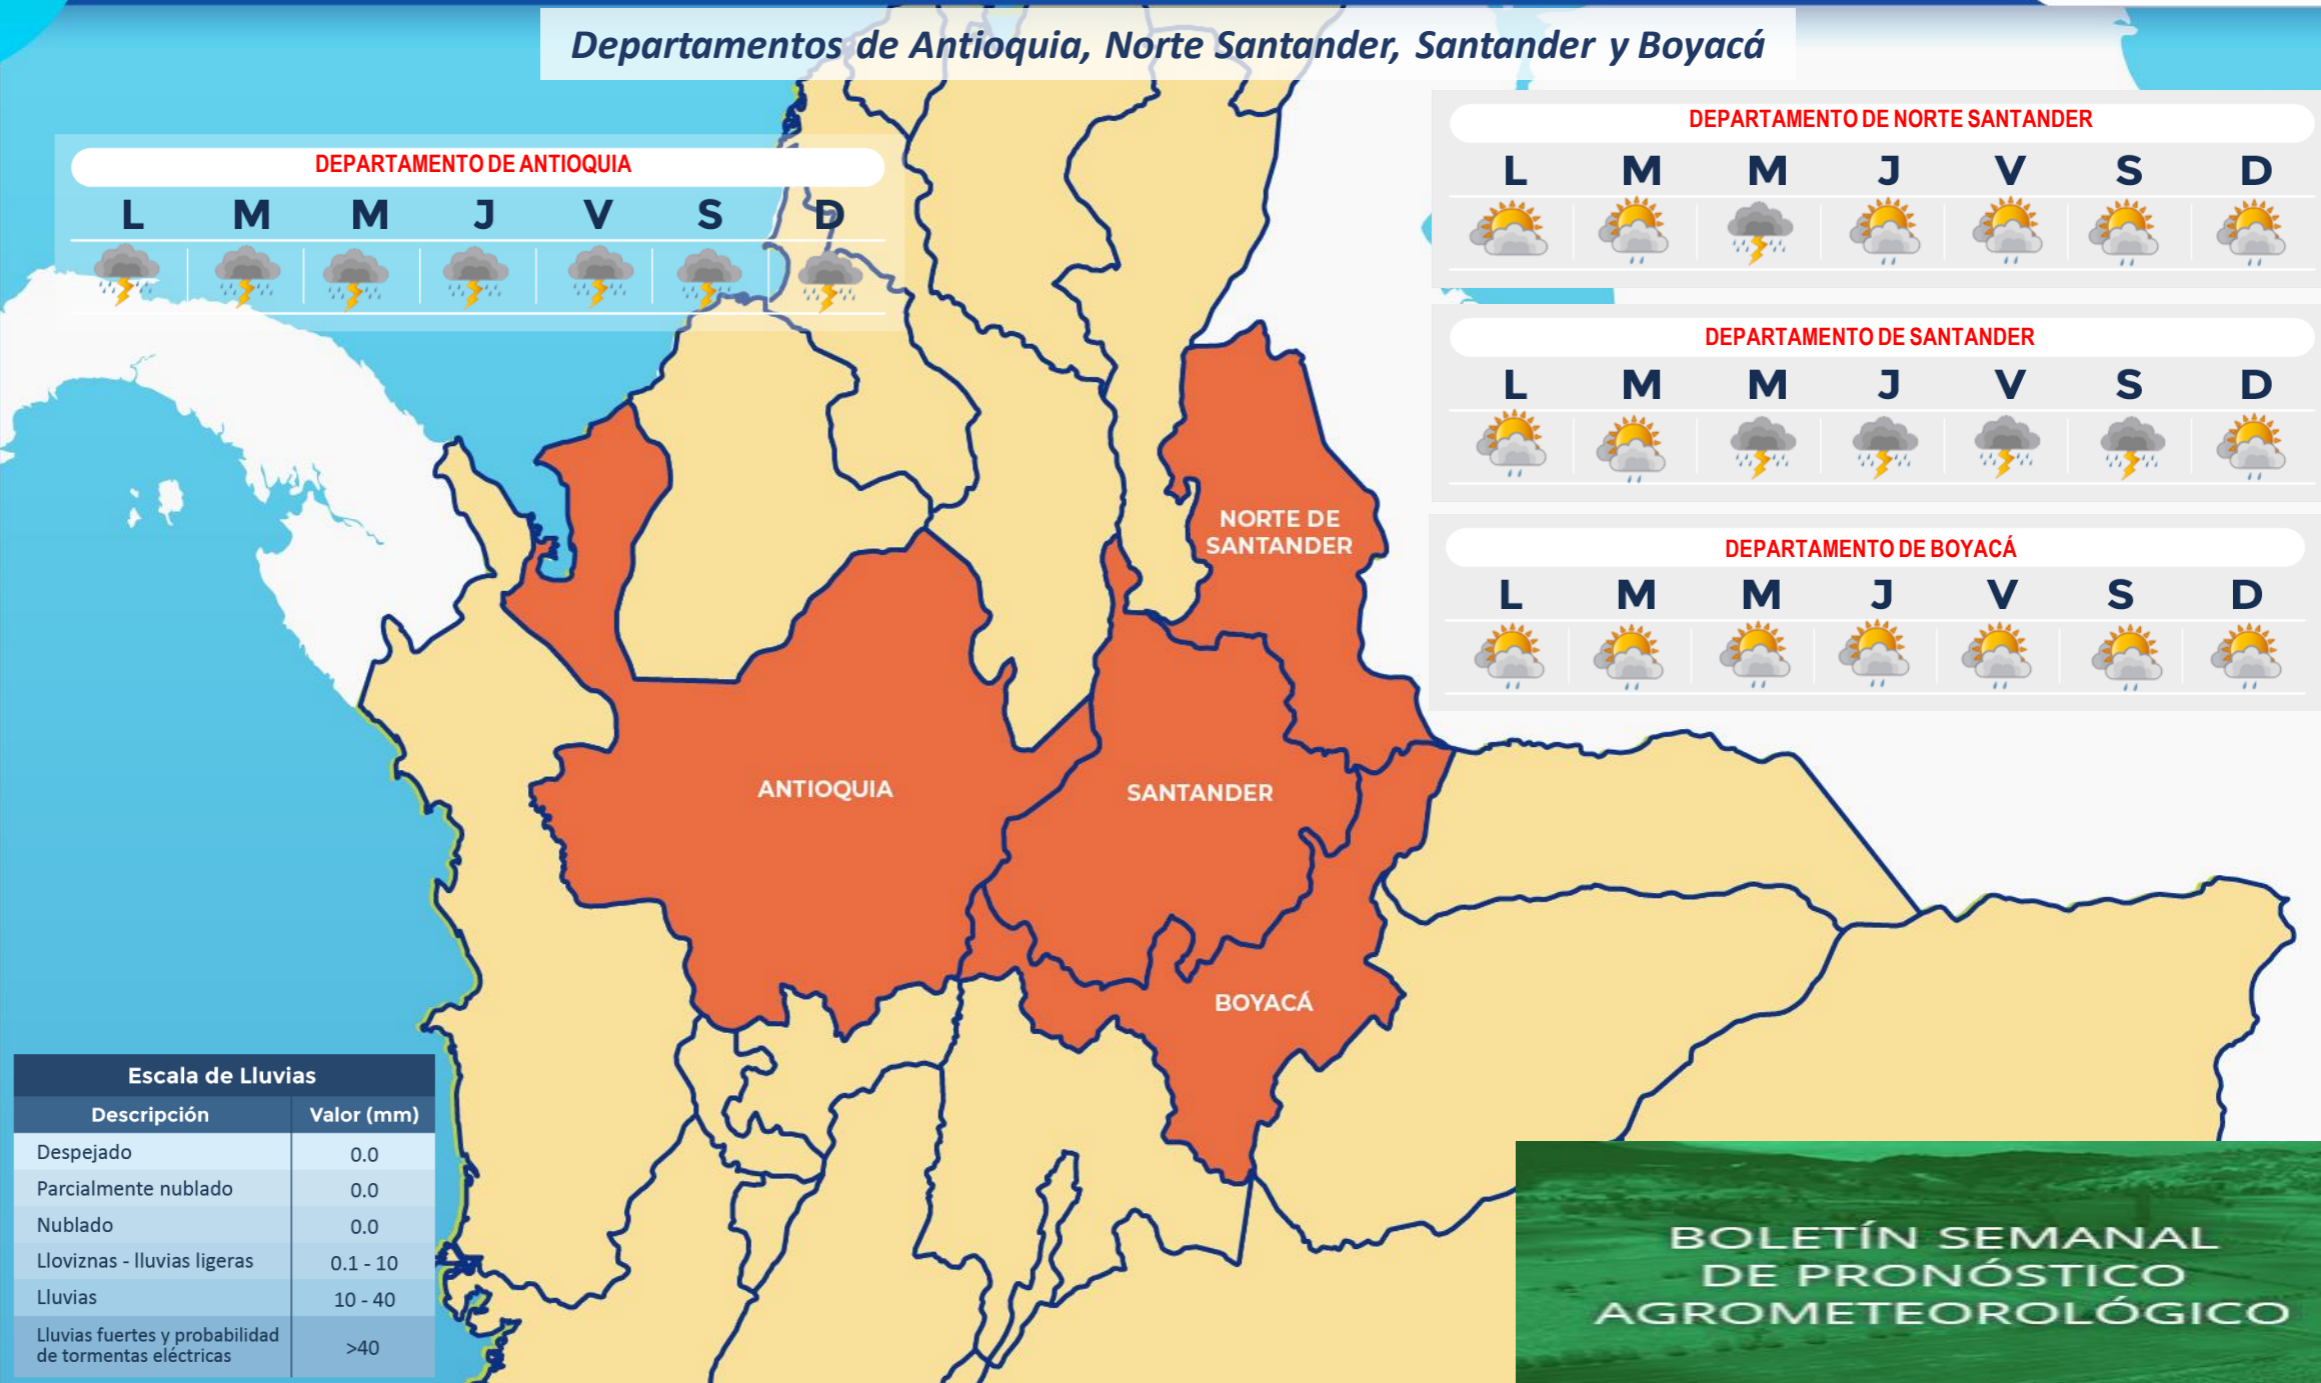 Departamentos de Antioquia, Norte Santander, Santander y Boyacá
DEPARTAMENTO DE ANTIOQUIA
L M M J V S D
DEPARTAMENTO DE NORTE SANTANDER
L M M J V S D
DEPARTAMENTO DE SANTANDER
L M M J V S D
DEPARTAMENTO DE BOYACÁ
L M M J V S D
NORTE DE
SANTANDER
ANTIOQUIA
SANTANDER
BOYACÁ
Escala de Lluvias
Descripción Valor (mm)
Despejado 0.0
Parcialmente nublado 0.0
Nublado 0.0
Lloviznas - lluvias ligeras 0.1 - 10
Lluvias 10 - 40
Lluvias fuertes y probabilidad
de tormentas eléctricas >40
BOLETÍN SEMANAL
DE PRONÓSTICO
AGROMETEOROLÓGICO